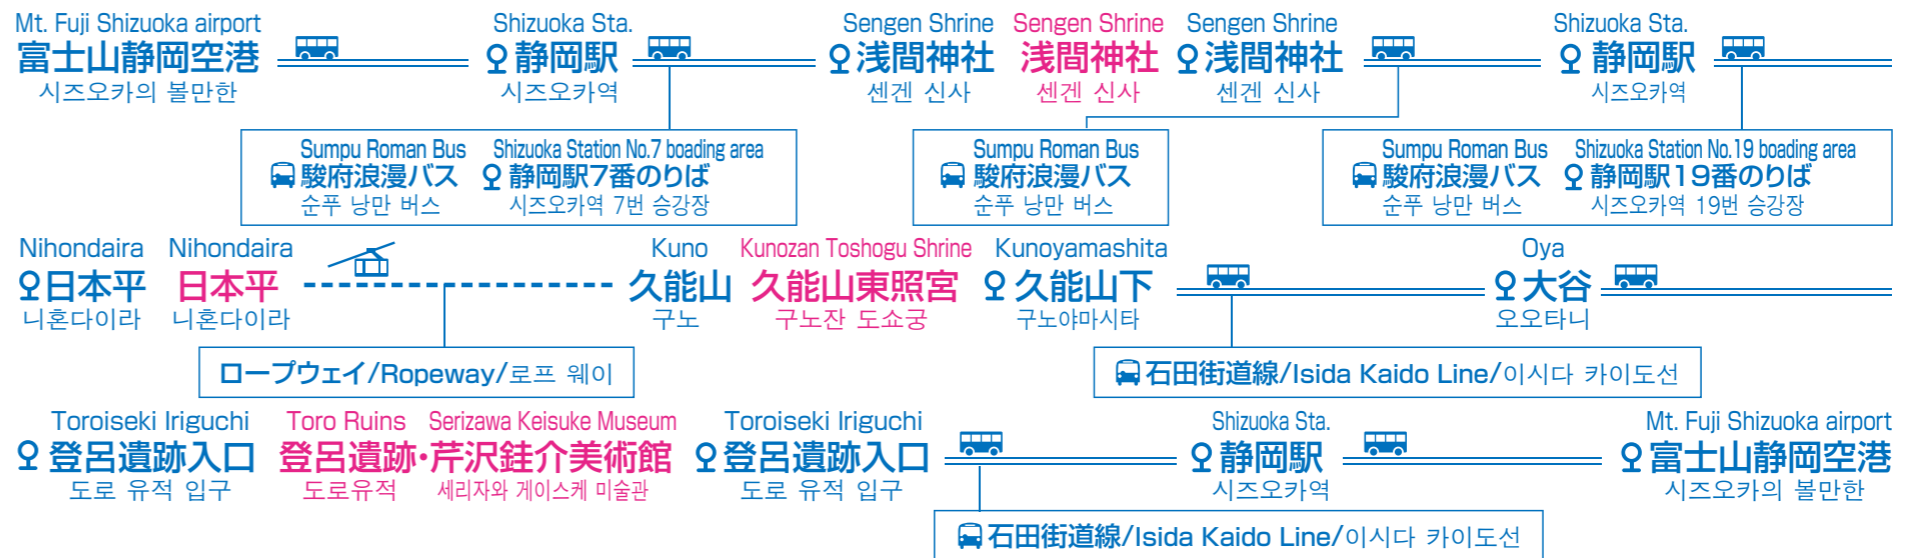 Mt. Fuji Shizuoka airport Shizuoka Sta. Sengen Shrine Sengen Shrine Sengen Shrine Shizuoka Sta.
富士山静岡空港 静岡駅 浅間神社 浅間神社 浅間神社 静岡駅
시즈오카의 볼만한 시즈오카역 센겐 신사 센겐 신사 센겐 신사 시즈오카역
Sumpu Roman Bus Shizuoka Station No.7 boading area Sumpu Roman Bus Sumpu Roman Bus Shizuoka Station No.19 boading area
駿府浪漫バス 静岡駅7番のりば 駿府浪漫バス 駿府浪漫バス 静岡駅19番のりば
순푸 낭만 버스 시즈오카역 7번 승강장 순푸 낭만 버스 순푸 낭만 버스 시즈오카역 19번 승강장
Nihondaira Nihondaira Kuno Kunozan Toshogu Shrine Kunoyamashita Oya
日本平 日本平 久能山 久能山東照宮 久能山下 大谷
니혼다이라 니혼다이라 구노 구노잔 도쇼궁 구노야마시타 오오타니
ロープウェイ/Ropeway/로프 웨이 石田街道線/Isida Kaido Line/이시다 카이도선
Toroiseki Iriguchi Toro Ruins Serizawa Keisuke Museum Toroiseki Iriguchi Shizuoka Sta. Mt. Fuji Shizuoka airport
登呂遺跡入口 登呂遺跡・芹沢銈介美術館 登呂遺跡入口 静岡駅 富士山静岡空港
도로 유적 입구 도로유적 세리자와 게이스케 미술관 도로 유적 입구 시즈오카역 시즈오카의 볼만한
石田街道線/Isida Kaido Line/이시다 카이도선